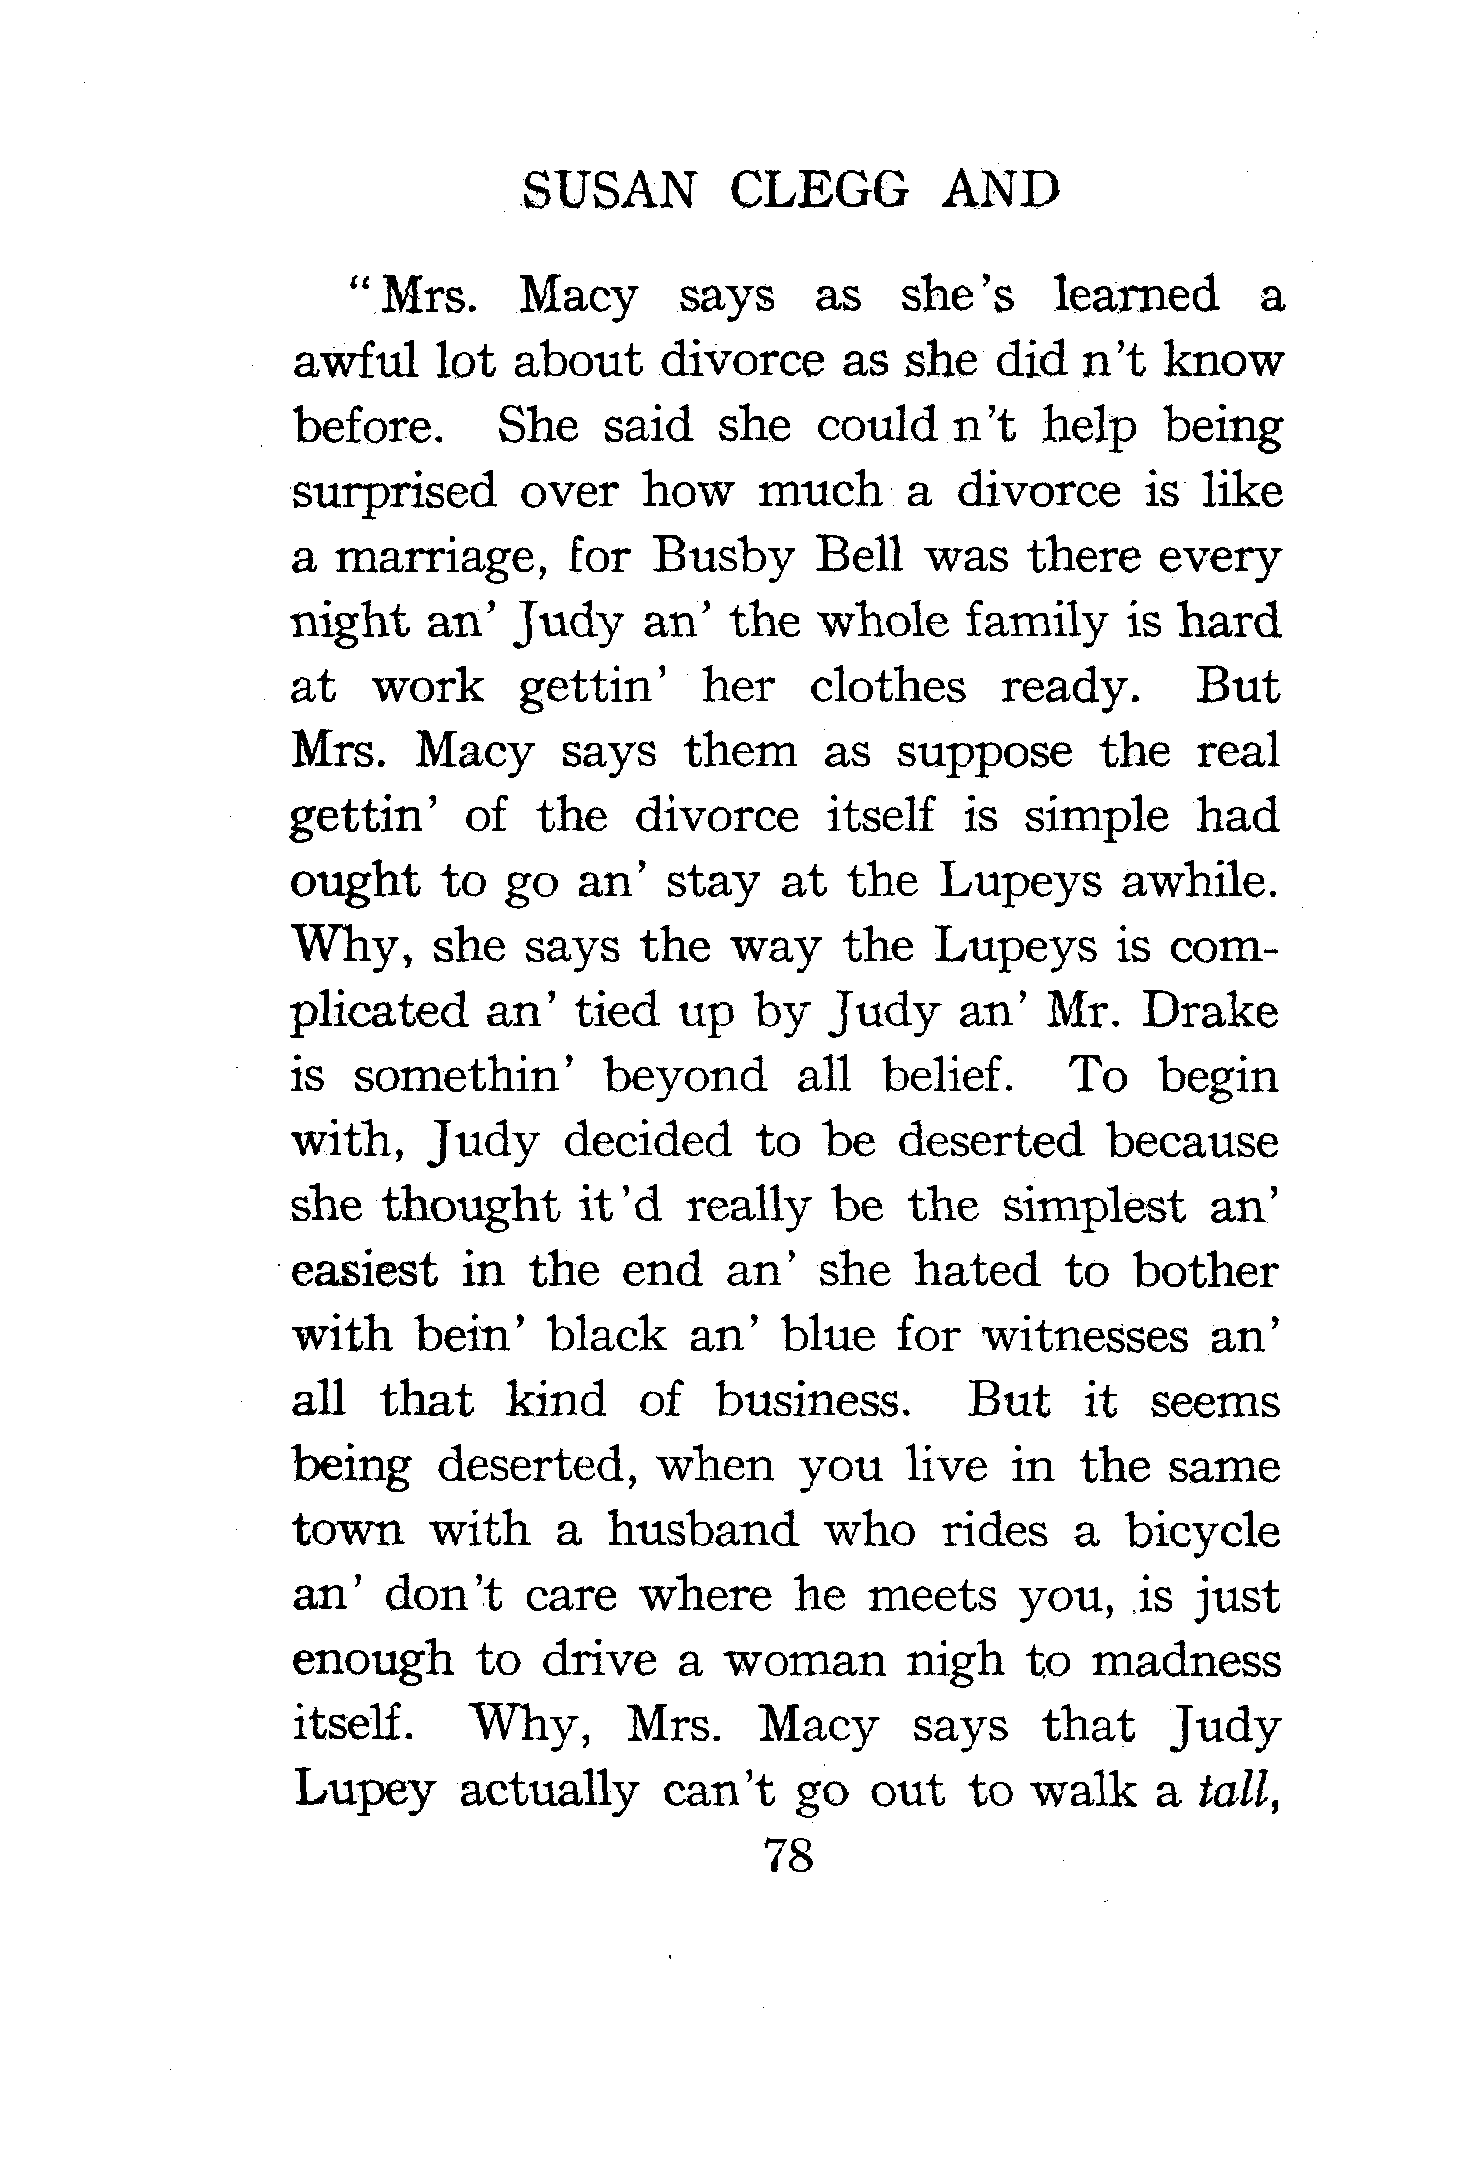 SUSAN CLEGG AND
“Mrs. Macy says as she’s learned a
awful lot about divorce as she did n’t know
before. She said she could n’t help being
surprised over how much a divorce is like
a marriage, for Busby Bell was there every
night an’ Judy an’ the whole family is hard
at work gettin’ her clothes ready. But
Mrs. Macy says them as suppose the real
gettin’ of the divorce itself is simple had
ought to go an’ stay at the Lupeys awhile.
Why, she says the way the Lupeys is com-
plicated an’ tied up by Judy an’ Mr. Drake
is somethin’ beyond all belief. To begin
with, Judy decided to be deserted because
she thought it ’d really be the simplest an’
easiest in the end an’ she hated to bother
with bein’ black an’ blue for witnesses an’
all that kind of business. But it seems
being deserted, when you live in the same
town with a husband who rides a bicycle
an’ don’t care where he meets you, is just
enough to drive a woman nigh to madness
itself. Why, Mrs. Macy says that Judy
Lupey actually can’t go out to walk a tall,
78